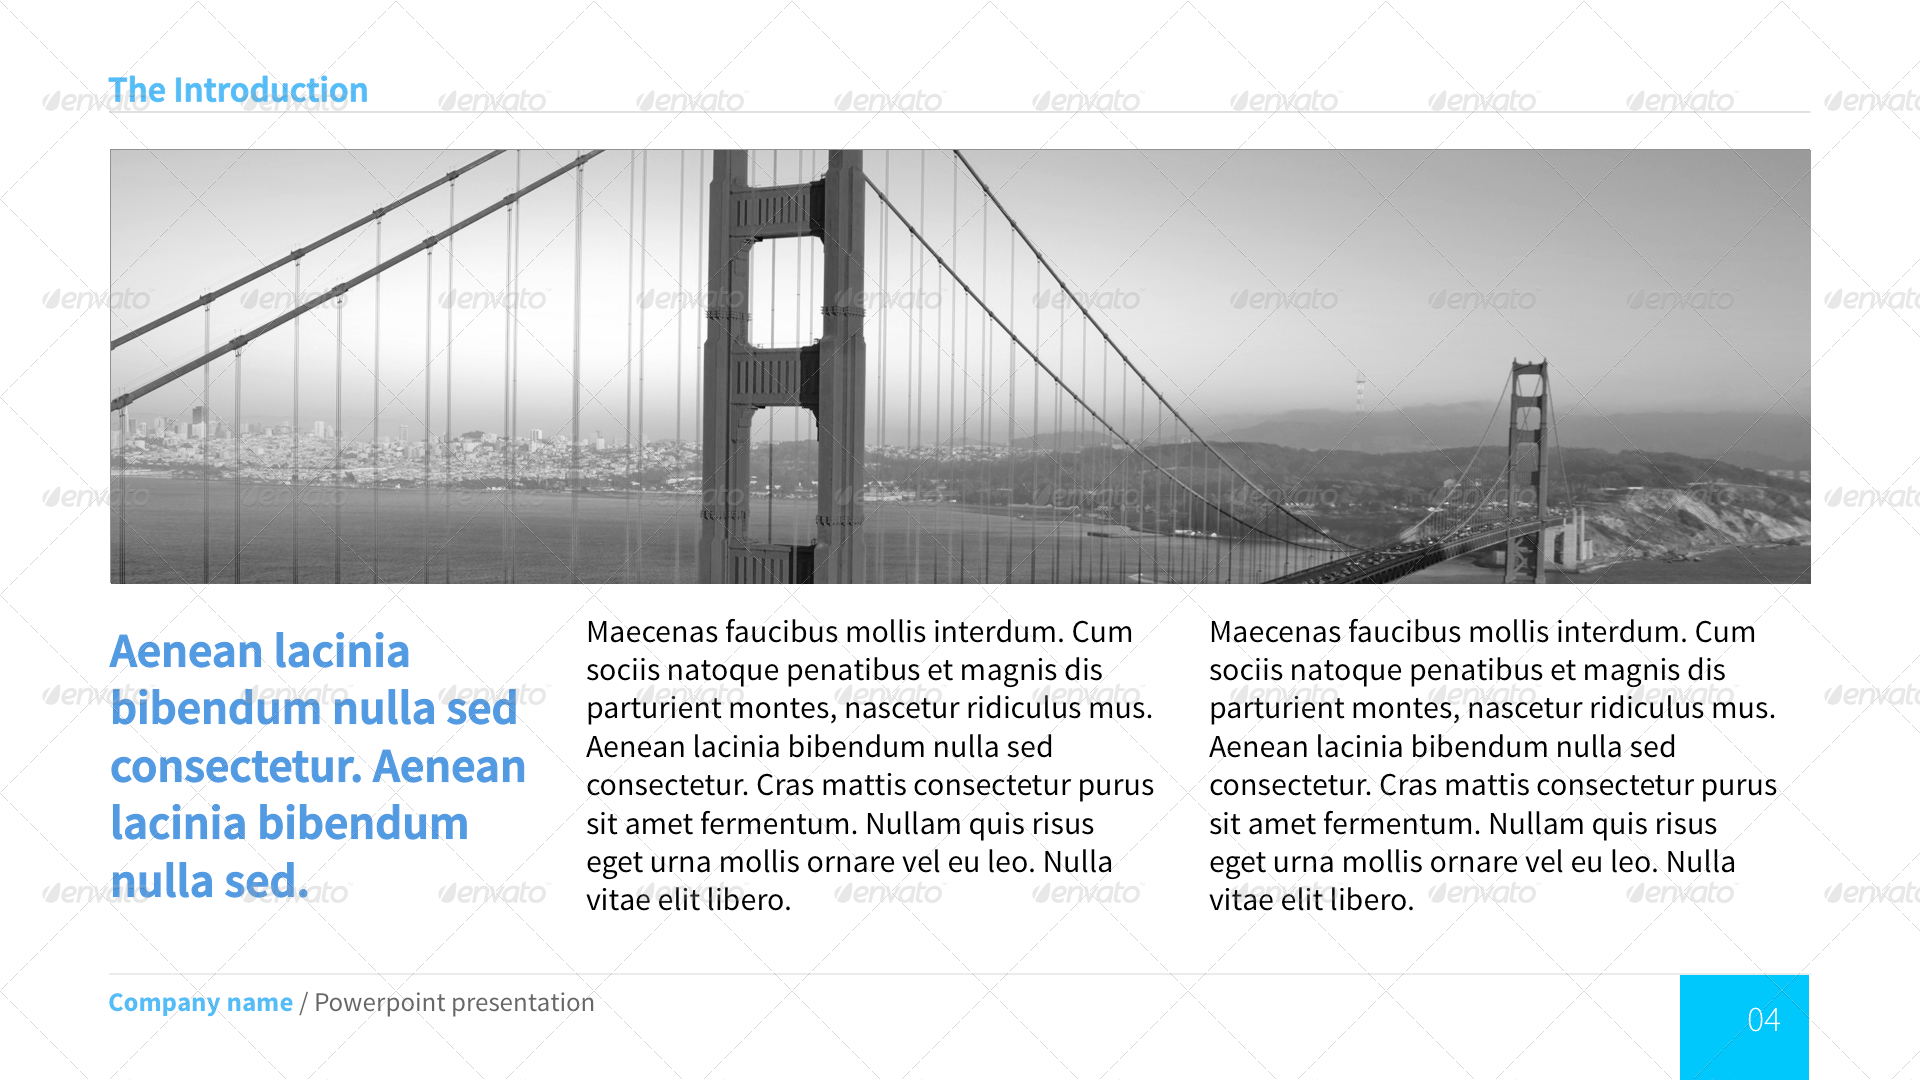 The Introduction
Aenean lacinia
bibendum nulla sed
consectetur. Aenean
lacinia bibendum
nulla sed.
Maecenas faucibus mollis interdum. Cum
sociis natoque penatibus et magnis dis
parturient montes, nascetur ridiculus mus.
Aenean lacinia bibendum nulla sed
consectetur. Cras mattis consectetur purus
sit amet fermentum. Nullam quis risus
eget urna mollis ornare vel eu leo. Nulla
vitae elit libero.
Maecenas faucibus mollis interdum. Cum
sociis natoque penatibus et magnis dis
parturient montes, nascetur ridiculus mus.
Aenean lacinia bibendum nulla sed
consectetur. Cras mattis consectetur purus
sit amet fermentum. Nullam quis risus
eget urna mollis ornare vel eu leo. Nulla
vitae elit libero.
Company name / Powerpoint presentation
04
envato